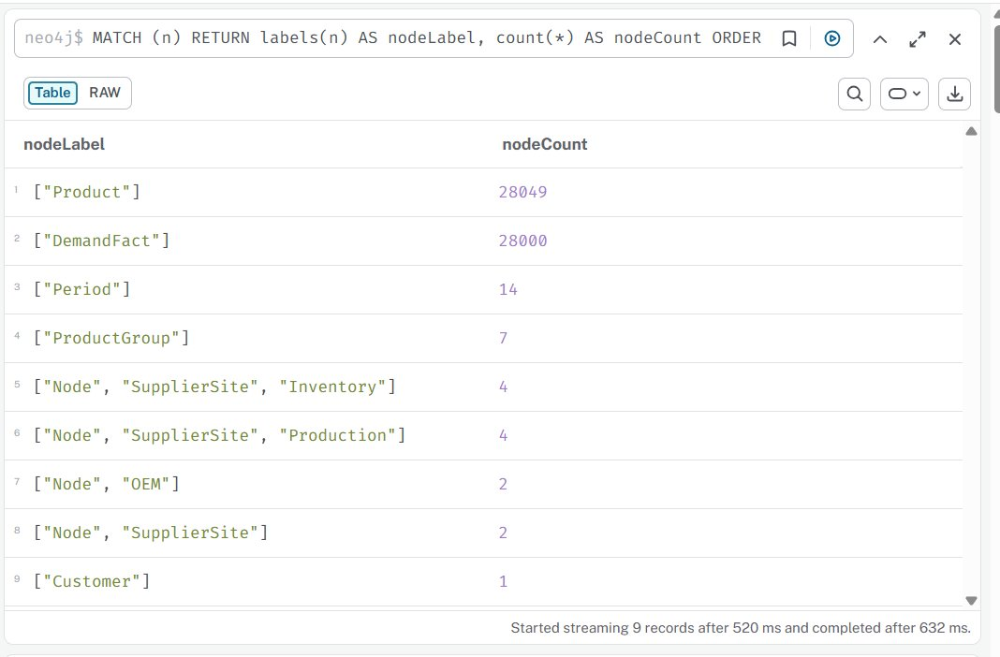 neo4j$ MATCH (n) RETURN labels(n) AS nodeLabel, count(*) AS nodeCount ORDER
Table RAW
nodeLabel nodeCount
1 ["Product"] 28049
2 ["DemandFact"] 28000
3 ["Period"] 14
4 ["ProductGroup"] 7
5 ["Node", "SupplierSite", "Inventory"] 4
6 ["Node", "SupplierSite", "Production"] 4
7 ["Node", "OEM"] 2
8 ["Node", "SupplierSite"] 2
9 ["Customer"] 1
Started streaming 9 records after 520 ms and completed after 632 ms.